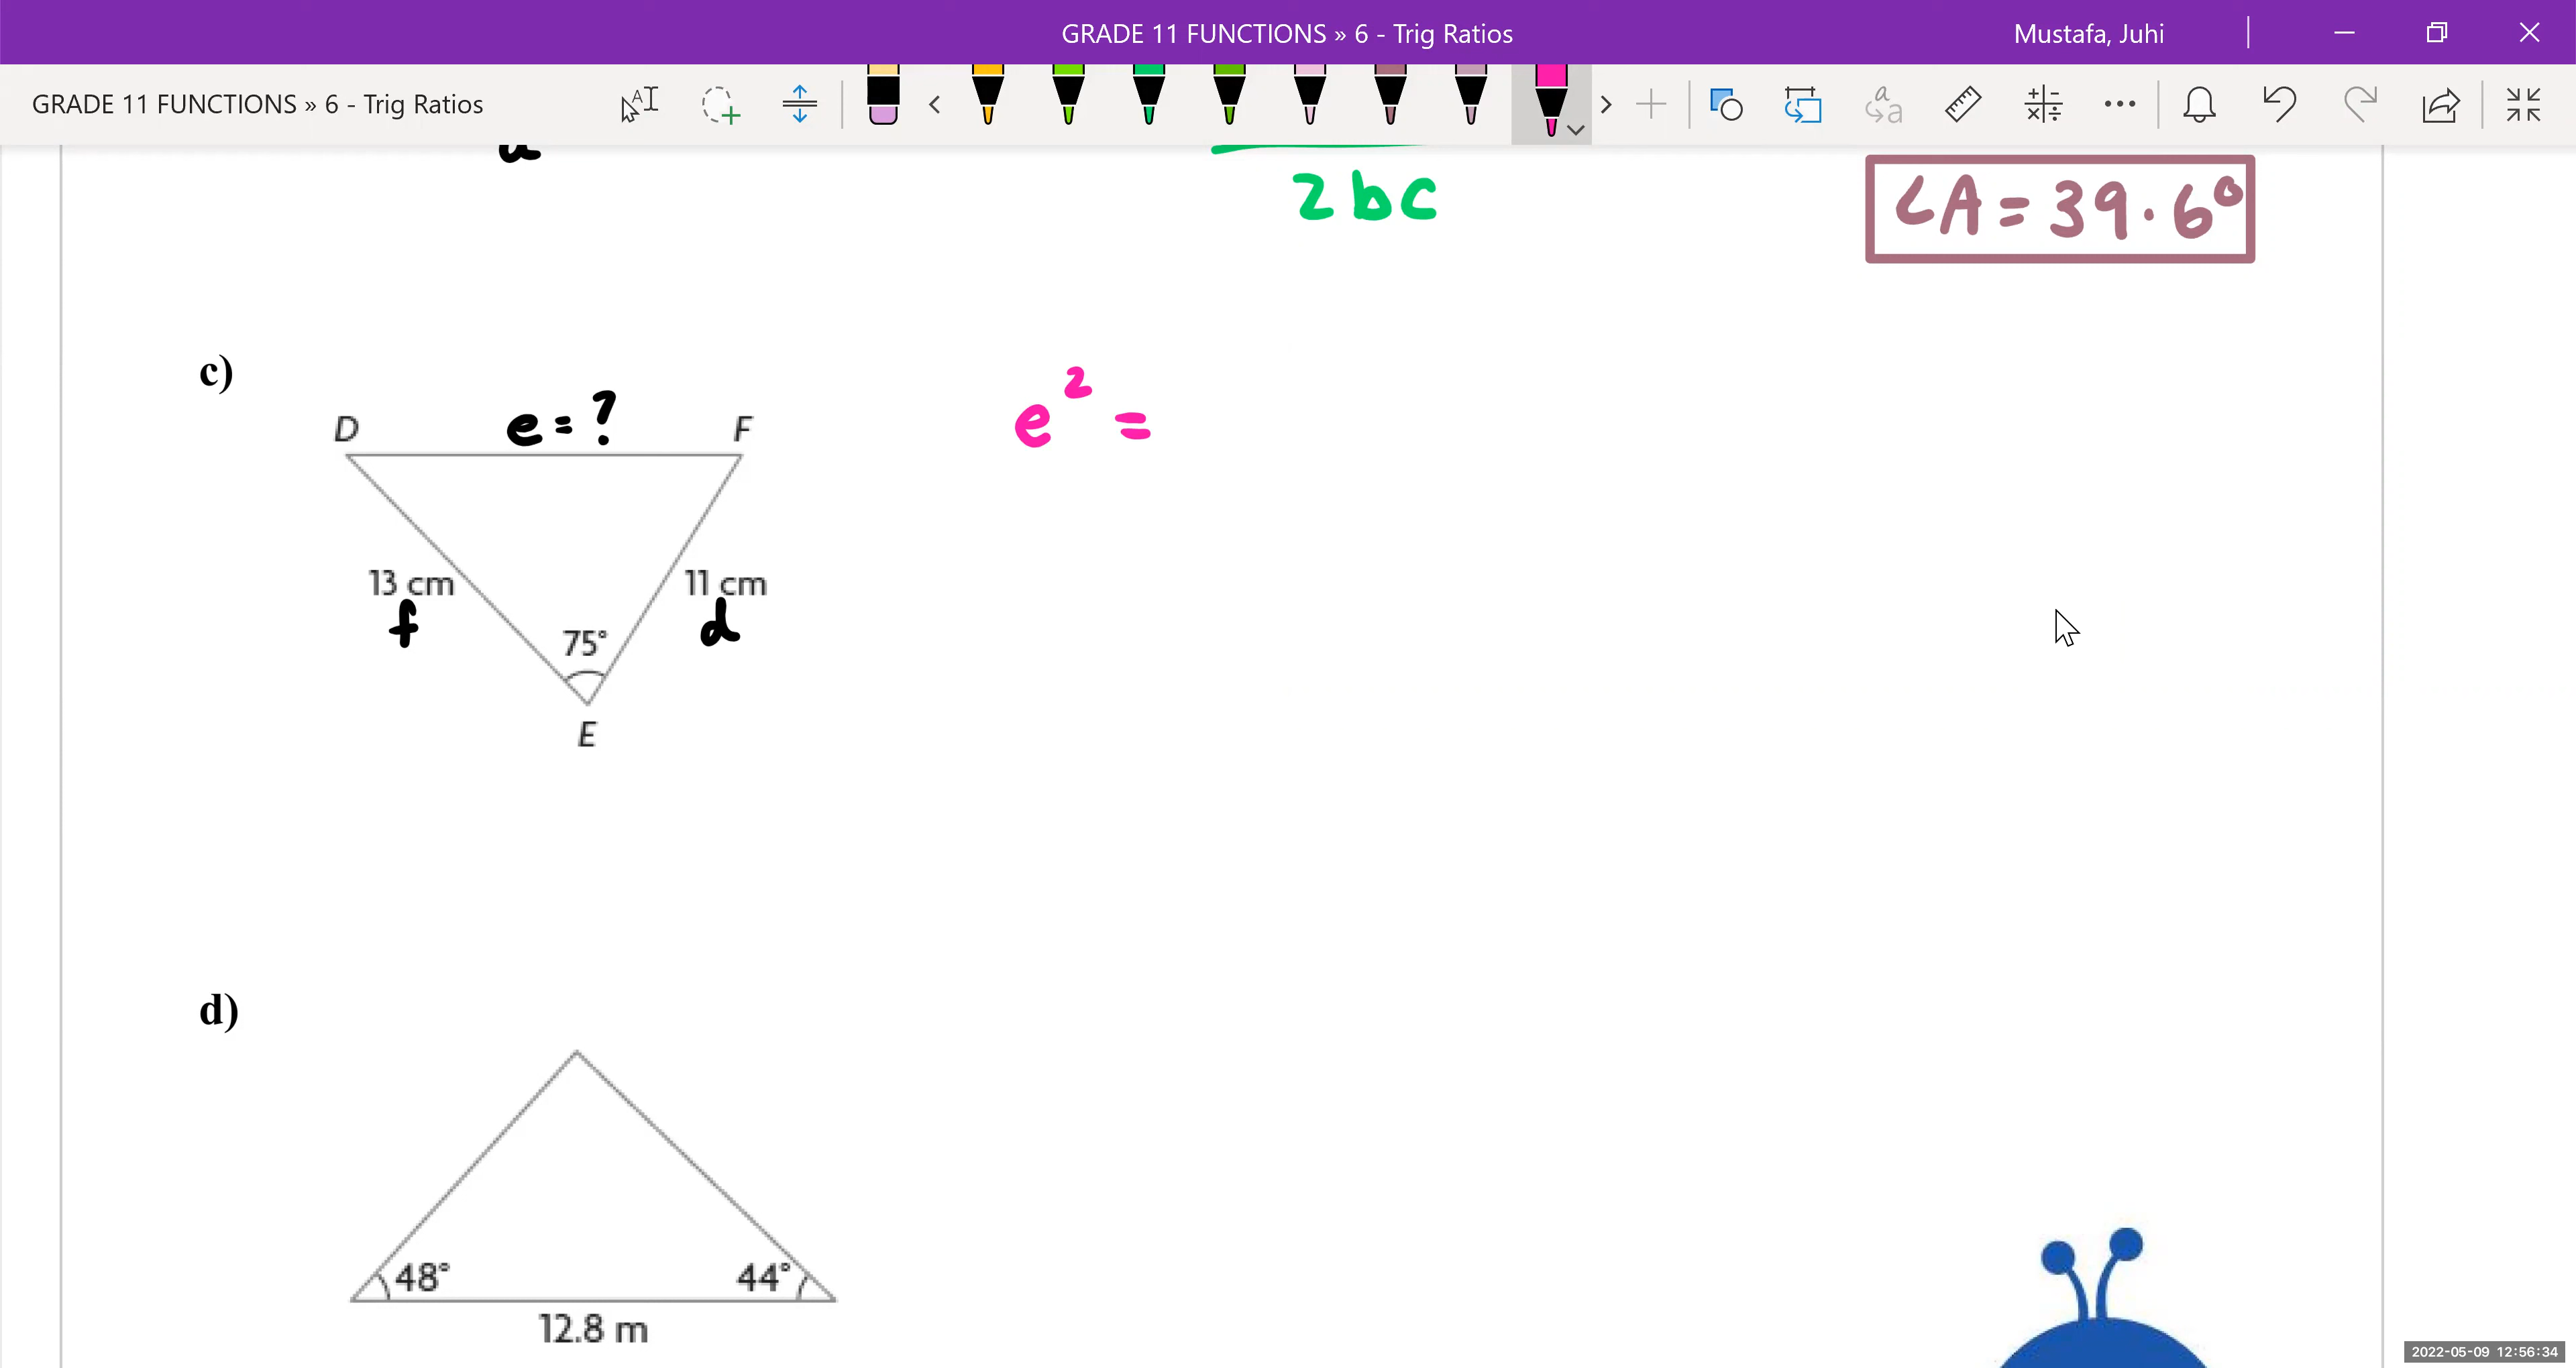 GRADE 11 FUNCTIONS » 6 - Trig Ratios
Mustafa, Juhi
GRADE 11 FUNCTIONS » 6 - Trig Ratios
2bc
∠A = 39.6°
c)
e = ?
e² =
D
F
13 cm
11 cm
f
d
75°
E
d)
48°
44°
12.8 m
2022-05-09 12:56:34